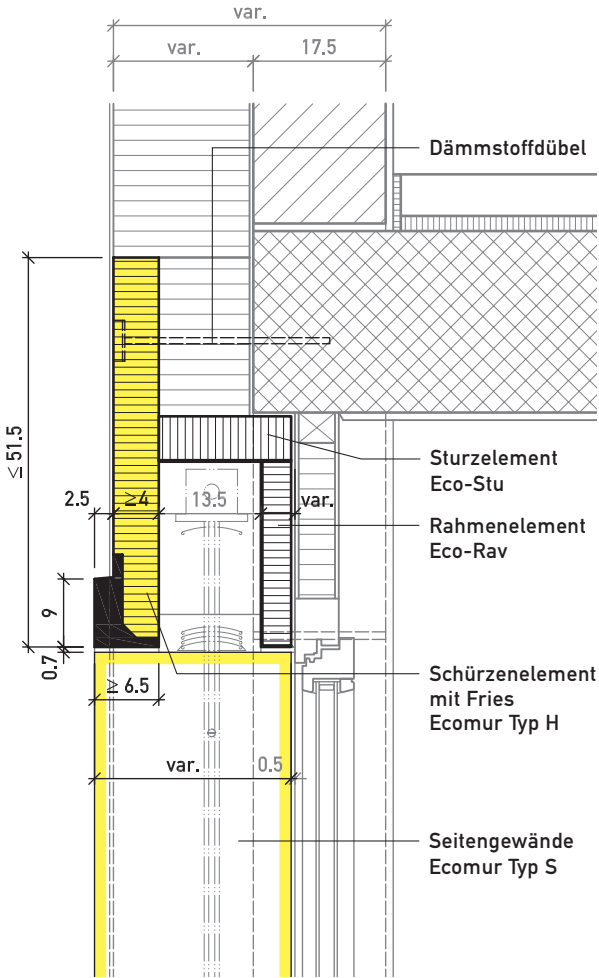 var.
var.
17.5
Dämmstoffdübel
≤ 51.5
Sturzelement
Eco-Stu
2.5
≥4
13.5
var.
Rahmenelement
Eco-Rav
9
0.7
≥ 6.5
Schürzenelement
mit Fries
Ecomur Typ H
var.
0.5
Seitengewände
Ecomur Typ S